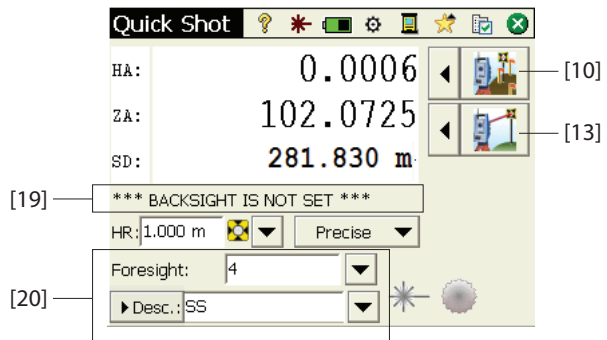 Quick Shot
HA: 0.0006
[10]
ZA: 102.0725
[13]
SD: 281.830 m
[19]
*** BACKSIGHT IS NOT SET ***
HR: 1.000 m Precise
Foresight: 4
[20]
Desc.: SS